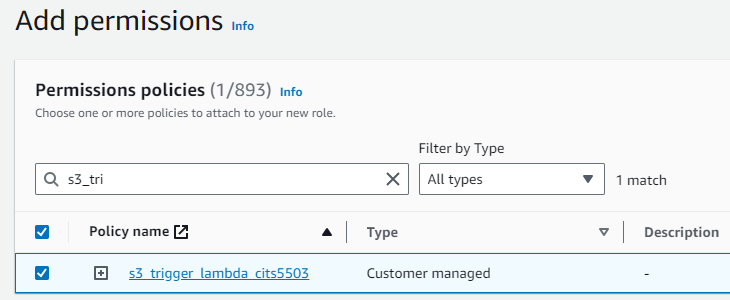 Add permissions Info
Permissions policies (1/893) Info
Choose one or more policies to attach to your new role.
Filter by Type
s3_tri All types 1 match
Policy name Type Description
s3_trigger_lambda_cits5503 Customer managed -